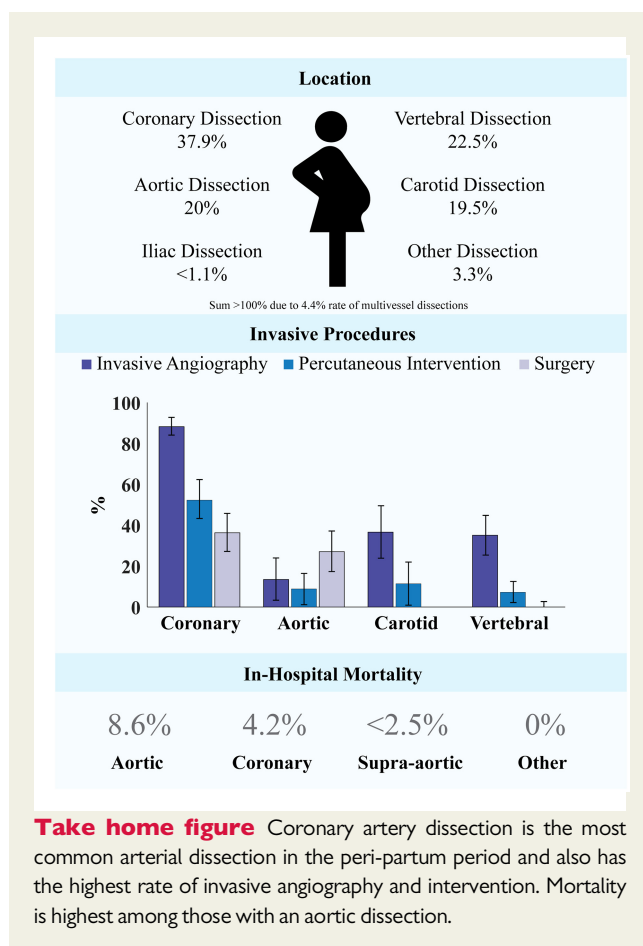 Location
Coronary Dissection
37.9%
Vertebral Dissection
22.5%
Aortic Dissection
20%
Carotid Dissection
19.5%
Iliac Dissection
<1.1%
Other Dissection
3.3%
Sum >100% due to 4.4% rate of multivessel dissections
Invasive Procedures
Invasive Angiography Percutaneous Intervention Surgery
100
80
60
40
20
0
%
Coronary Aortic Carotid Vertebral
In-Hospital Mortality
8.6% 4.2% <2.5% 0%
Aortic Coronary Supra-aortic Other
Take home figure Coronary artery dissection is the most
common arterial dissection in the peri-partum period and also has
the highest rate of invasive angiography and intervention. Mortality
is highest among those with an aortic dissection.